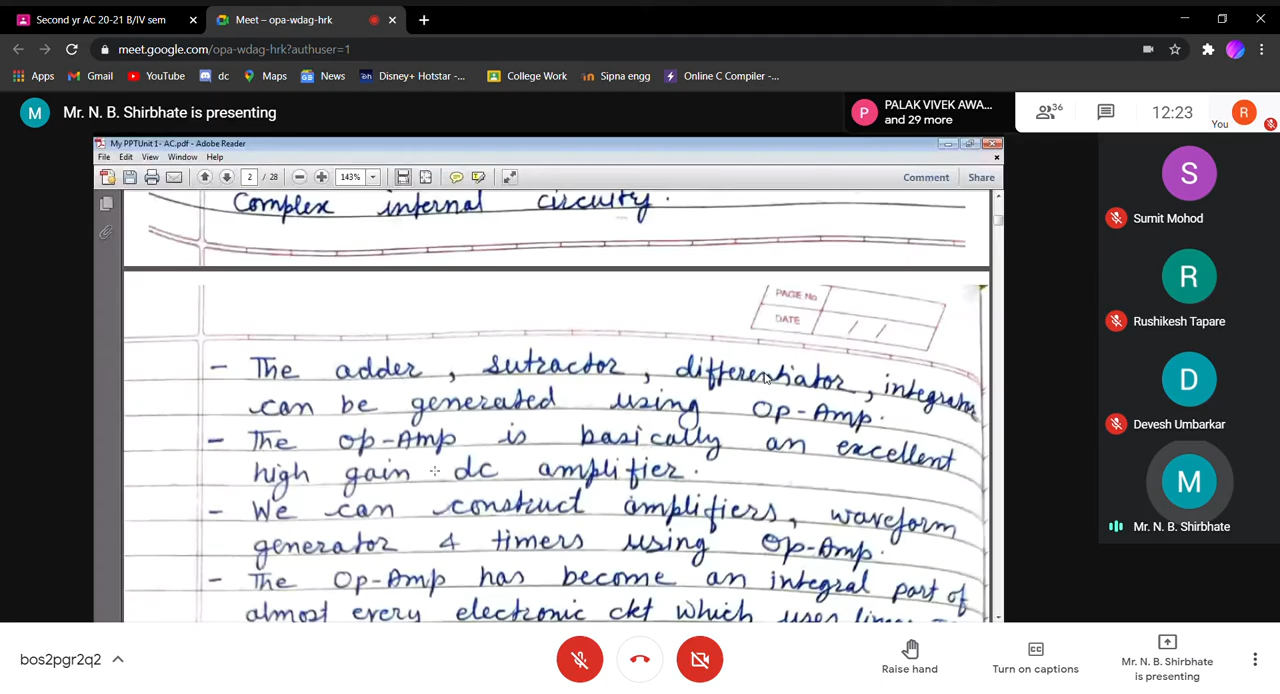 Second yr AC 20-21 B/IV sem
Meet – opa-wdag-hrk
meet.google.com/opa-wdag-hrk?authuser=1
Apps Gmail YouTube dc Maps News Disney+ Hotstar -... College Work Sipna engg Online C Compiler -...
M Mr. N. B. Shirbhate is presenting
P PALAK VIVEK AWA...
and 29 more
36
12:23
You R
My PPTUnit 1- AC.pdf - Adobe Reader
File Edit View Window Help
2 / 28 143% Comment Share
Complex internal circuity.
PAGE No
DATE / /
- The adder, sutractor, differentiator, integrator
can be generated using Op-Amp.
- The op-Amp is basically an excellent
high gain dc amplifier.
- We can construct amplifiers, waveform
generator & timers using Op-Amp.
- The Op-Amp has become an integral part of
almost every electronic ckt which uses linear
S
Sumit Mohod
R
Rushikesh Tapare
D
Devesh Umbarkar
M
Mr. N. B. Shirbhate
bos2pgr2q2
Raise hand
Turn on captions
Mr. N. B. Shirbhate
is presenting